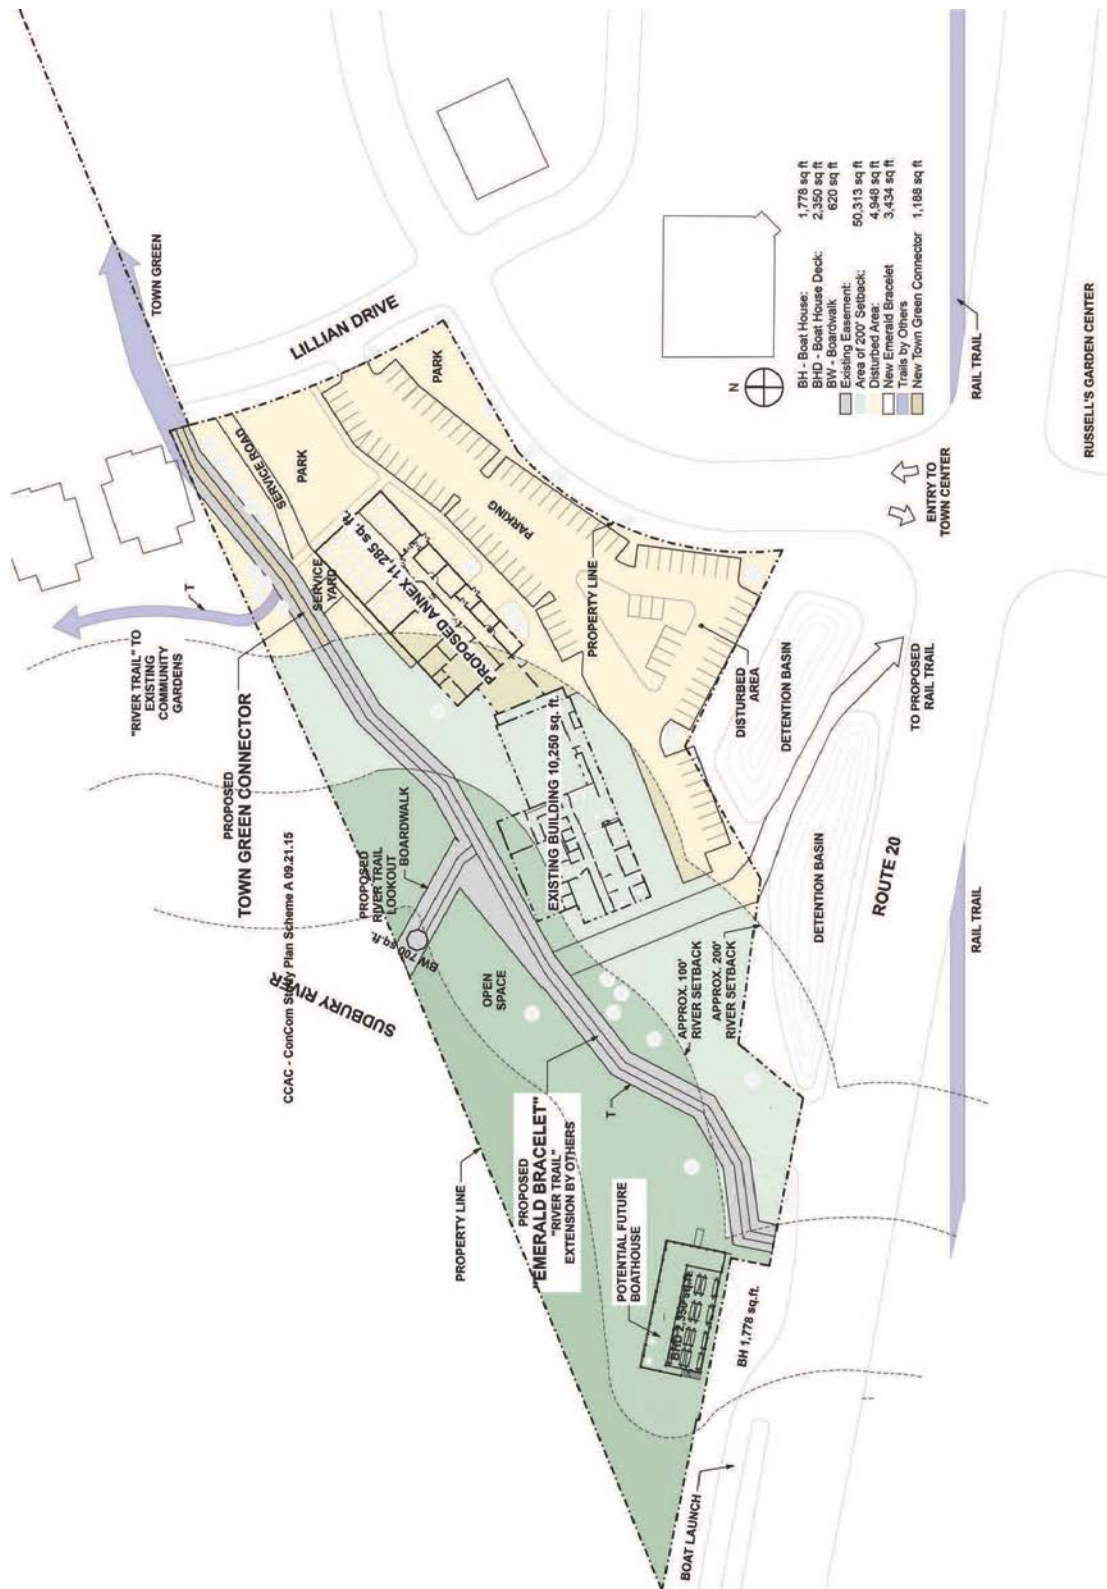 TOWN GREEN
LILLIAN DRIVE
PARK
SERVICE ROAD
PARK
PARKING
SERVICE
YARD
PROPOSED ANNEX 11,285 sq. ft.
PROPERTY LINE
T
"RIVER TRAIL" TO
EXISTING
COMMUNITY
GARDENS
PROPOSED
TOWN GREEN CONNECTOR
CCAC - ConCom Study Plan Scheme A 09.21.15
SUDBURY RIVER
PROPOSED
RIVER TRAIL
LOOKOUT
BOARDWALK
BW 700 sq.ft.
OPEN
SPACE
EXISTING BUILDING 10,250 sq. ft.
DISTURBED
AREA
DETENTION BASIN
DETENTION BASIN
TO PROPOSED
RAIL TRAIL
ROUTE 20
APPROX. 100'
RIVER SETBACK
APPROX. 200'
RIVER SETBACK
T
PROPERTY LINE
PROPOSED
"EMERALD BRACELET"
"RIVER TRAIL"
EXTENSION BY OTHERS
POTENTIAL FUTURE
BOATHOUSE
BHD 2,350 sq.ft.
BH 1,778 sq.ft.
BOAT LAUNCH
N
BH - Boat House: 1,778 sq ft
BHD - Boat House Deck: 2,350 sq ft
BW - Boardwalk 620 sq ft
Existing Easement:
Area of 200' Setback: 50,313 sq ft
Disturbed Area: 4,948 sq ft
New Emerald Bracelet 3,434 sq ft
Trails by Others
New Town Green Connector 1,188 sq ft
ENTRY TO
TOWN CENTER
RAIL TRAIL
RAIL TRAIL
RUSSELL'S GARDEN CENTER